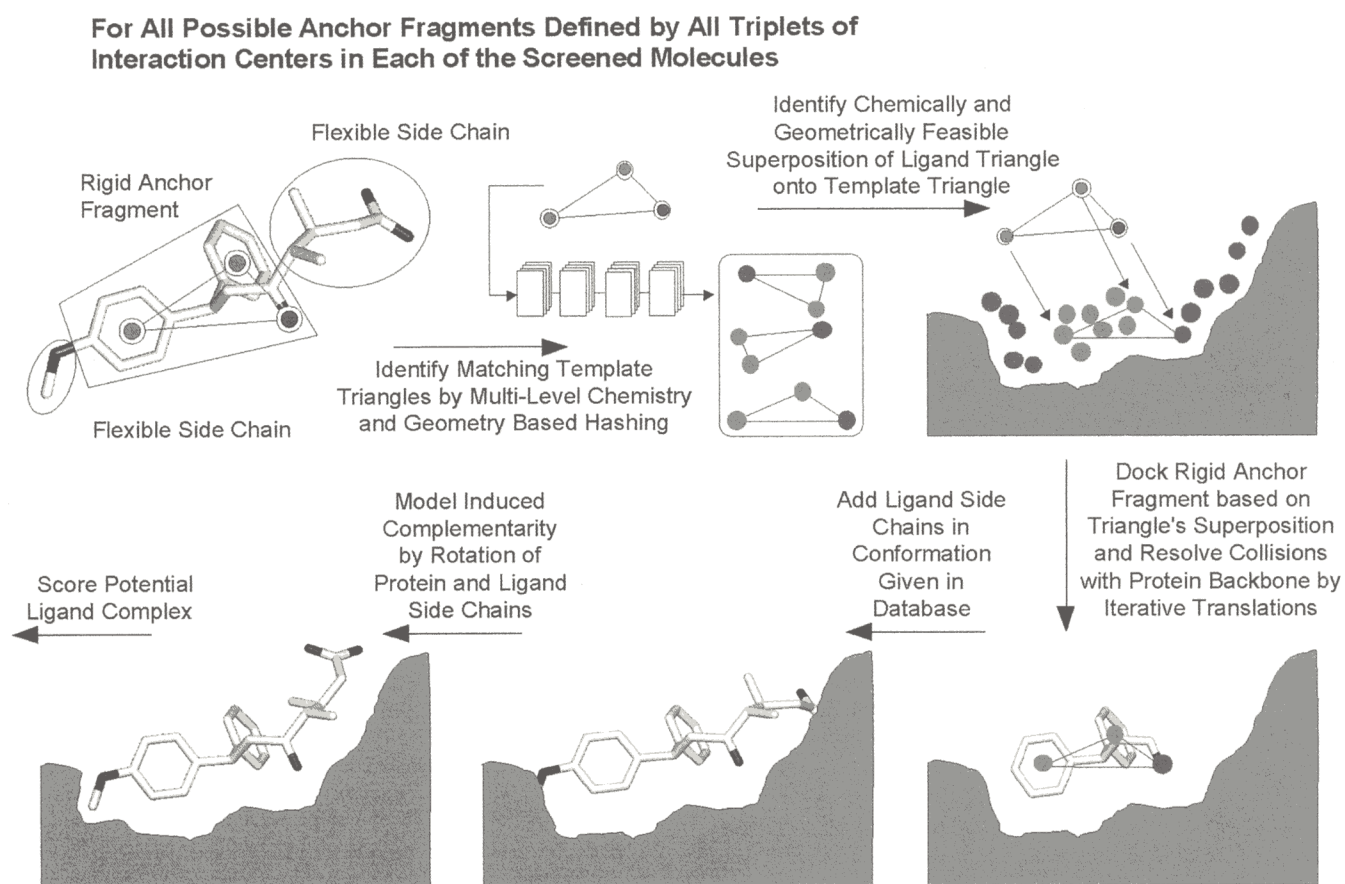 For All Possible Anchor Fragments Defined by All Triplets of
Interaction Centers in Each of the Screened Molecules
Flexible Side Chain
Rigid Anchor
Fragment
Flexible Side Chain
Identify Matching Template
Triangles by Multi-Level Chemistry
and Geometry Based Hashing
Identify Chemically and
Geometrically Feasible
Superposition of Ligand Triangle
onto Template Triangle
Dock Rigid Anchor
Fragment based on
Triangle's Superposition
and Resolve Collisions
with Protein Backbone by
Iterative Translations
Add Ligand Side
Chains in
Conformation
Given in
Database
Model Induced
Complementarity
by Rotation of
Protein and Ligand
Side Chains
Score Potential
Ligand Complex